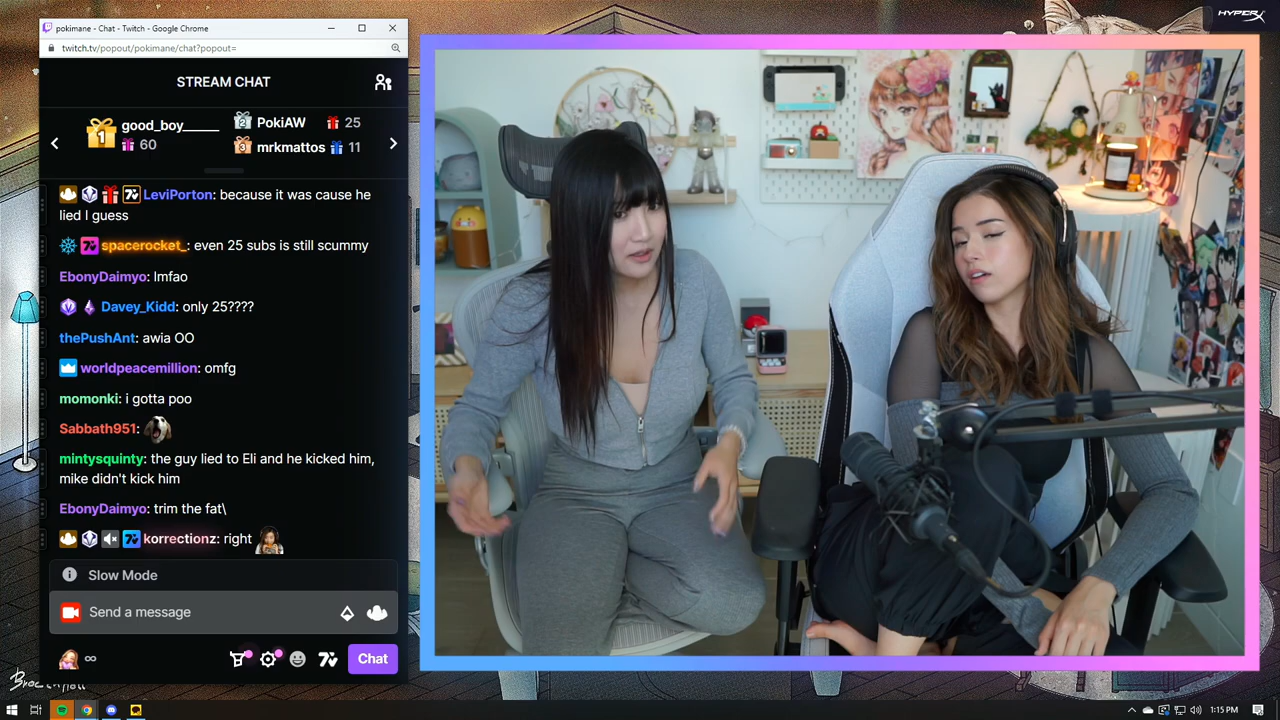 HYPERX
pokimane - Chat - Twitch - Google Chrome
twitch.tv/popout/pokimane/chat?popout=
STREAM CHAT
1
good_boy_____
60
2
PokiAW
25
3
mrkmattos
11
LeviPorton: because it was cause he
lied I guess
spacerocket_: even 25 subs is still scummy
EbonyDaimyo: lmfao
Davey_Kidd: only 25????
thePushAnt: awia OO
worldpeacemillion: omfg
momonki: i gotta poo
Sabbath951:
mintysquinty: the guy lied to Eli and he kicked him,
mike didn't kick him
EbonyDaimyo: trim the fat\
korrectionz: right
Slow Mode
Send a message
∞
Chat
1:15 PM